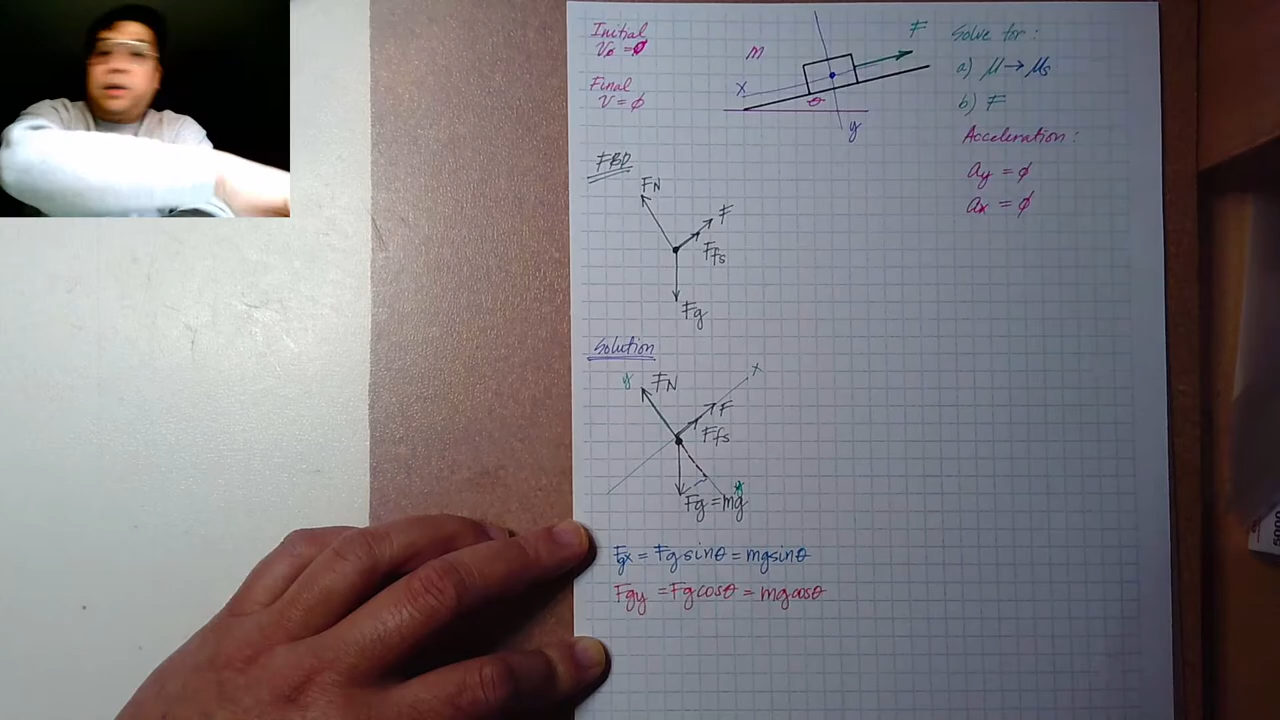 Initial
V₀ = ∅
Final
V = ∅
m
F
x
θ
y
Solve for:
a) μ → μs
b) F
Acceleration:
ay = ∅
ax = ∅
FBD
FN
F
Ffs
Fg
Solution
y
FN
x
F
Ffs
Fg = mg
y
Fgx = Fg sinθ = mg sinθ
Fgy = Fg cosθ = mg cosθ